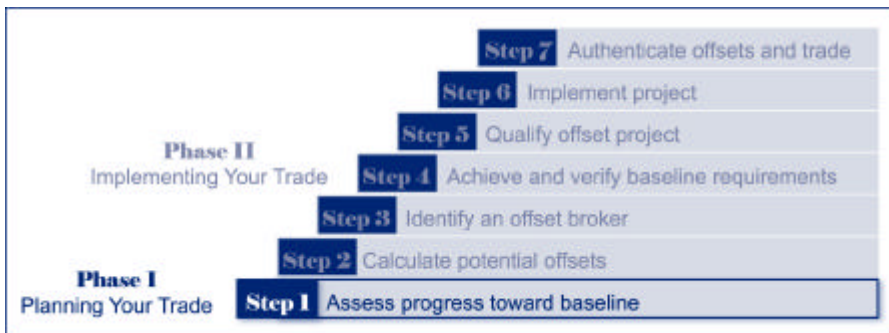 Step 7 Authenticate offsets and trade
Step 6 Implement project
Step 5 Qualify offset project
Phase II
Implementing Your Trade
Step 4 Achieve and verify baseline requirements
Step 3 Identify an offset broker
Step 2 Calculate potential offsets
Phase I
Planning Your Trade
Step 1 Assess progress toward baseline